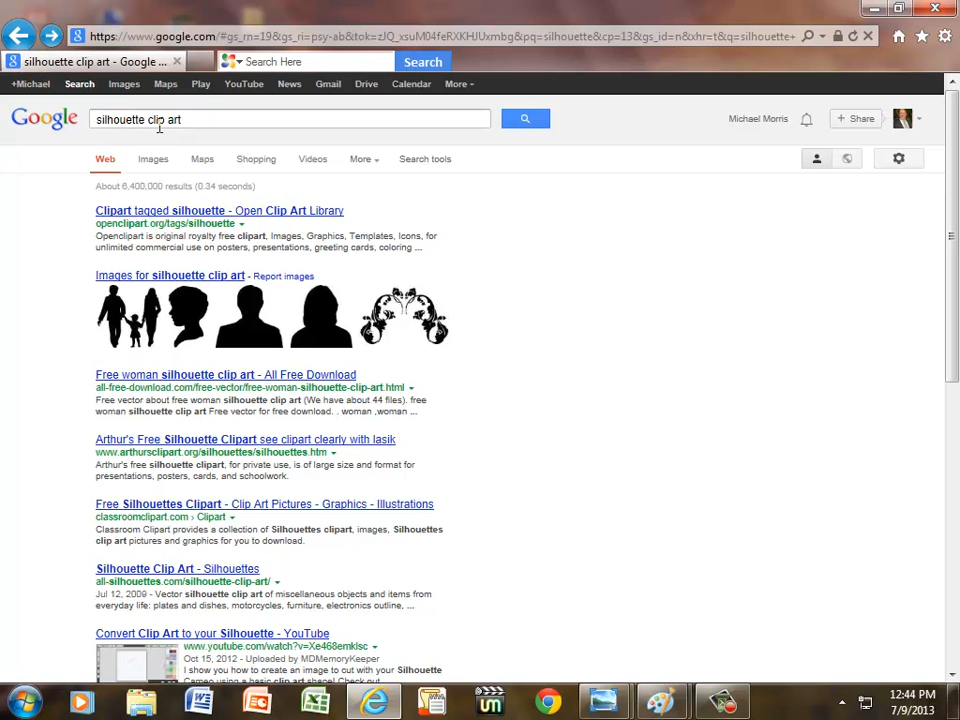 https://www.google.com/#gs_rn=19&gs_ri=psy-ab&tok=zJQ_xsuM04feRXKHJUxmbg&pq=silhouette&cp=13&gs_id=n&xhr=t&q=silhouette+
silhouette clip art - Google ...
Search Here
Search
+Michael Search Images Maps Play YouTube News Gmail Drive Calendar More
Google
silhouette clip art
Michael Morris
+ Share
Web Images Maps Shopping Videos More Search tools
About 6,400,000 results (0.34 seconds)
Clipart tagged silhouette - Open Clip Art Library
openclipart.org/tags/silhouette
Openclipart is original royalty free clipart, Images, Graphics, Templates, Icons, for
unlimited commercial use on posters, presentations, greeting cards, coloring ...
Images for silhouette clip art - Report images
Free woman silhouette clip art - All Free Download
all-free-download.com/free-vector/free-woman-silhouette-clip-art.html
Free vector about free woman silhouette clip art (We have about 44 files). free
woman silhouette clip art Free vector for free download. . woman ,woman ...
Arthur's Free Silhouette Clipart see clipart clearly with lasik
www.arthursclipart.org/silhouettes/silhouettes.htm
Arthur's free silhouette clipart, for private use, is of large size and format for
presentations, posters, cards, and schoolwork.
Free Silhouettes Clipart - Clip Art Pictures - Graphics - Illustrations
classroomclipart.com › Clipart
Classroom Clipart provides a collection of Silhouettes clipart, images, Silhouettes
clip art pictures and graphics for you to download.
Silhouette Clip Art - Silhouettes
all-silhouettes.com/silhouette-clip-art/
Jul 12, 2009 - Vector silhouette clip art of miscellaneous objects and items from
everyday life: plates and dishes, motorcycles, furniture, electronics outline, ...
Convert Clip Art to your Silhouette - YouTube
www.youtube.com/watch?v=Xe468emklsc
Oct 15, 2012 - Uploaded by MDMemoryKeeper
I show you how to create an image to cut with your Silhouette
Cameo using a basic clip art shape! Check out
12:44 PM
7/9/2013